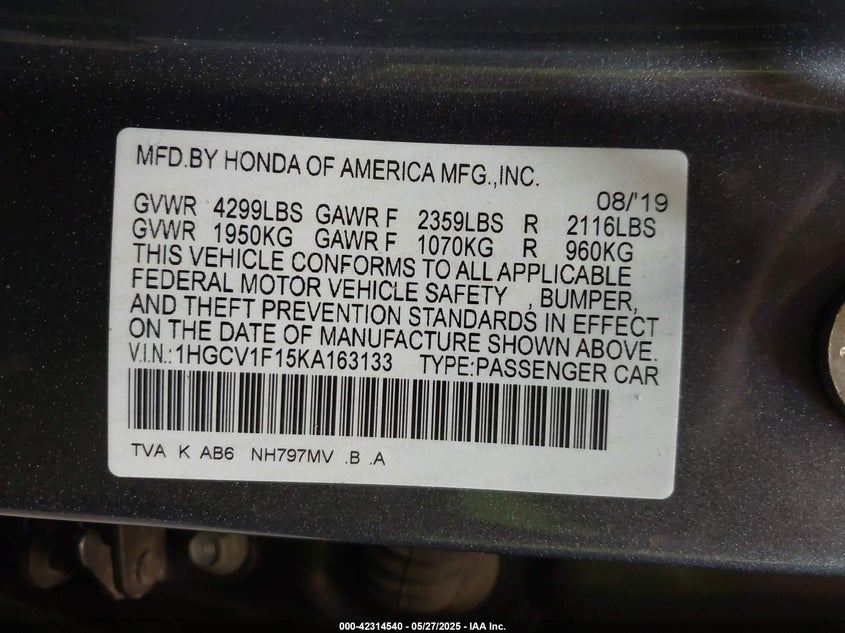 MFD.BY HONDA OF AMERICA MFG.,INC.
08/'19
GVWR 4299LBS GAWR F 2359LBS R 2116LBS
GVWR 1950KG GAWR F 1070KG R 960KG
THIS VEHICLE CONFORMS TO ALL APPLICABLE
FEDERAL MOTOR VEHICLE SAFETY , BUMPER,
AND THEFT PREVENTION STANDARDS IN EFFECT
ON THE DATE OF MANUFACTURE SHOWN ABOVE.
V.I.N.:1HGCV1F15KA163133 TYPE:PASSENGER CAR
TVA K AB6 NH797MV .B .A
000-42314540 - 05/27/2025 - IAA Inc.